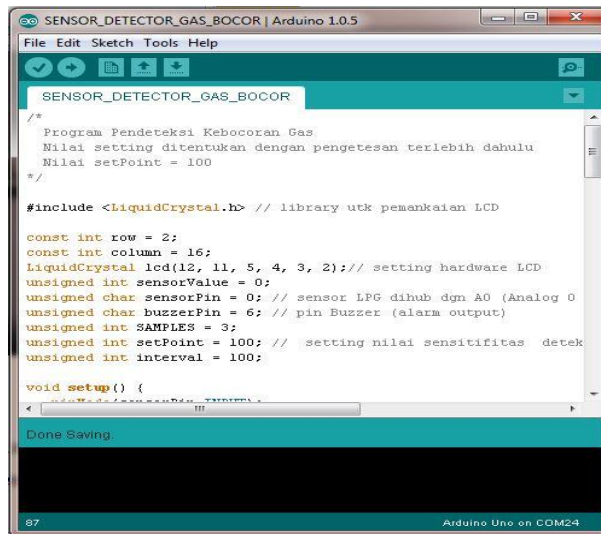 SENSOR_DETECTOR_GAS_BOCOR | Arduino 1.0.5
File Edit Sketch Tools Help
SENSOR_DETECTOR_GAS_BOCOR
/*
Program Pendeteksi Kebocoran Gas
Nilai setting ditentukan dengan pengetesan terlebih dahulu
Nilai setPoint = 100
*/
#include <LiquidCrystal.h> // library utk pemankaian LCD
const int row = 2;
const int column = 16;
LiquidCrystal lcd(12, 11, 5, 4, 3, 2);// setting hardware LCD
unsigned int sensorValue = 0;
unsigned char sensorPin = 0; // sensor LPG dihub dgn A0 (Analog 0
unsigned char buzzerPin = 6; // pin Buzzer (alarm output)
unsigned int SAMPLES = 3;
unsigned int setPoint = 100; // setting nilai sensitifitas detek
unsigned int interval = 100;
void setup() {
Done Saving.
87
Arduino Uno on COM24